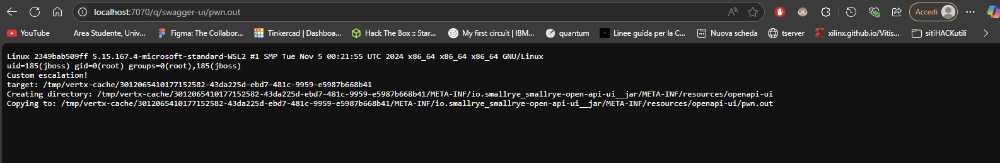 localhost:7070/q/swagger-ui/pwn.out
Accedi
YouTube
Area Studente, Univ...
Figma: The Collabor...
Tinkercad | Dashboa...
Hack The Box :: Star...
My first circuit | IBM...
quantum
Linee guida per la C...
Nuova scheda
tserver
xilinx.github.io/Vitis...
sitiHACKutili
Linux 2349bab509ff 5.15.167.4-microsoft-standard-WSL2 #1 SMP Tue Nov 5 00:21:55 UTC 2024 x86_64 x86_64 x86_64 GNU/Linux
uid=185(jboss) gid=0(root) groups=0(root),185(jboss)
Custom escalation!
target: /tmp/vertx-cache/3012065410177152582-43da225d-ebd7-481c-9959-e5987b668b41
Creating directory: /tmp/vertx-cache/3012065410177152582-43da225d-ebd7-481c-9959-e5987b668b41/META-INF/io.smallrye_smallrye-open-api-ui__jar/META-INF/resources/openapi-ui
Copying to: /tmp/vertx-cache/3012065410177152582-43da225d-ebd7-481c-9959-e5987b668b41/META-INF/io.smallrye_smallrye-open-api-ui__jar/META-INF/resources/openapi-ui/pwn.out